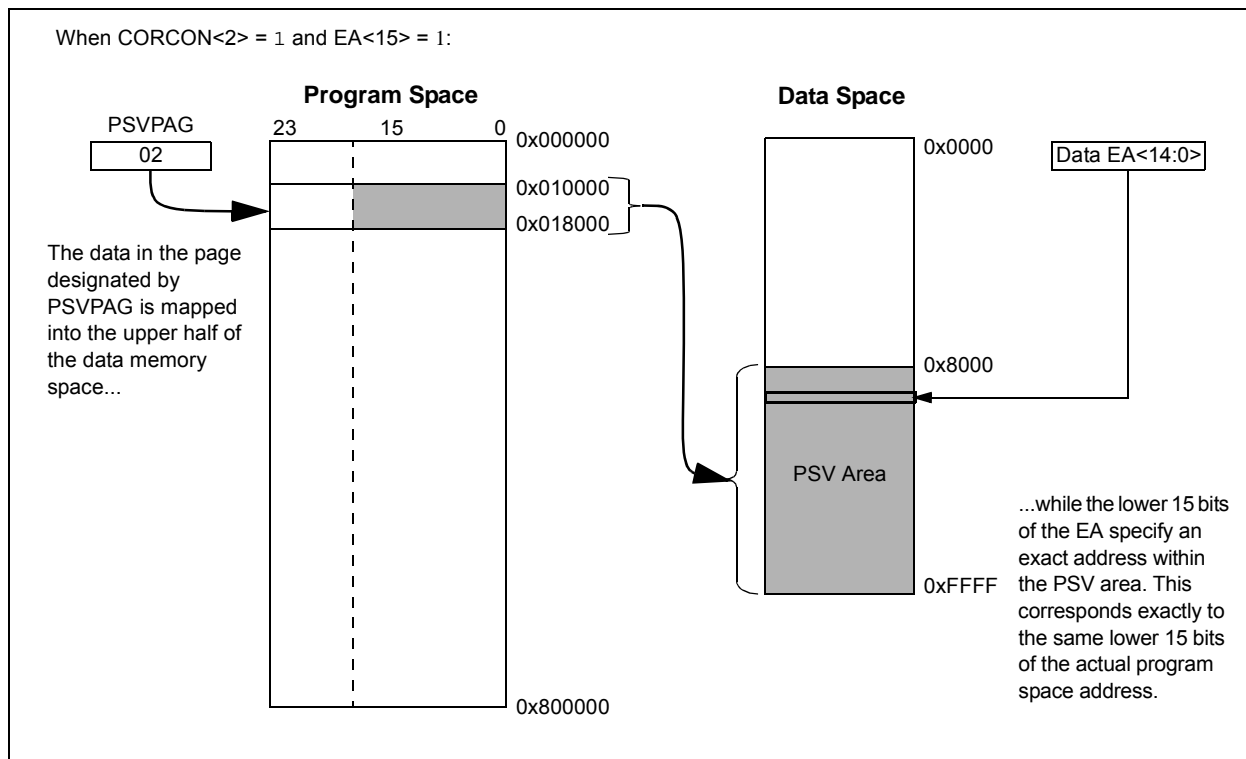 When CORCON<2> = 1 and EA<15> = 1:
Program Space
Data Space
PSVPAG
02
23
15
0
0x000000
0x010000
0x018000
0x800000
The data in the page
designated by
PSVPAG is mapped
into the upper half of
the data memory
space...
0x0000
0x8000
0xFFFF
PSV Area
Data EA<14:0>
...while the lower 15 bits
of the EA specify an
exact address within
the PSV area. This
corresponds exactly to
the same lower 15 bits
of the actual program
space address.